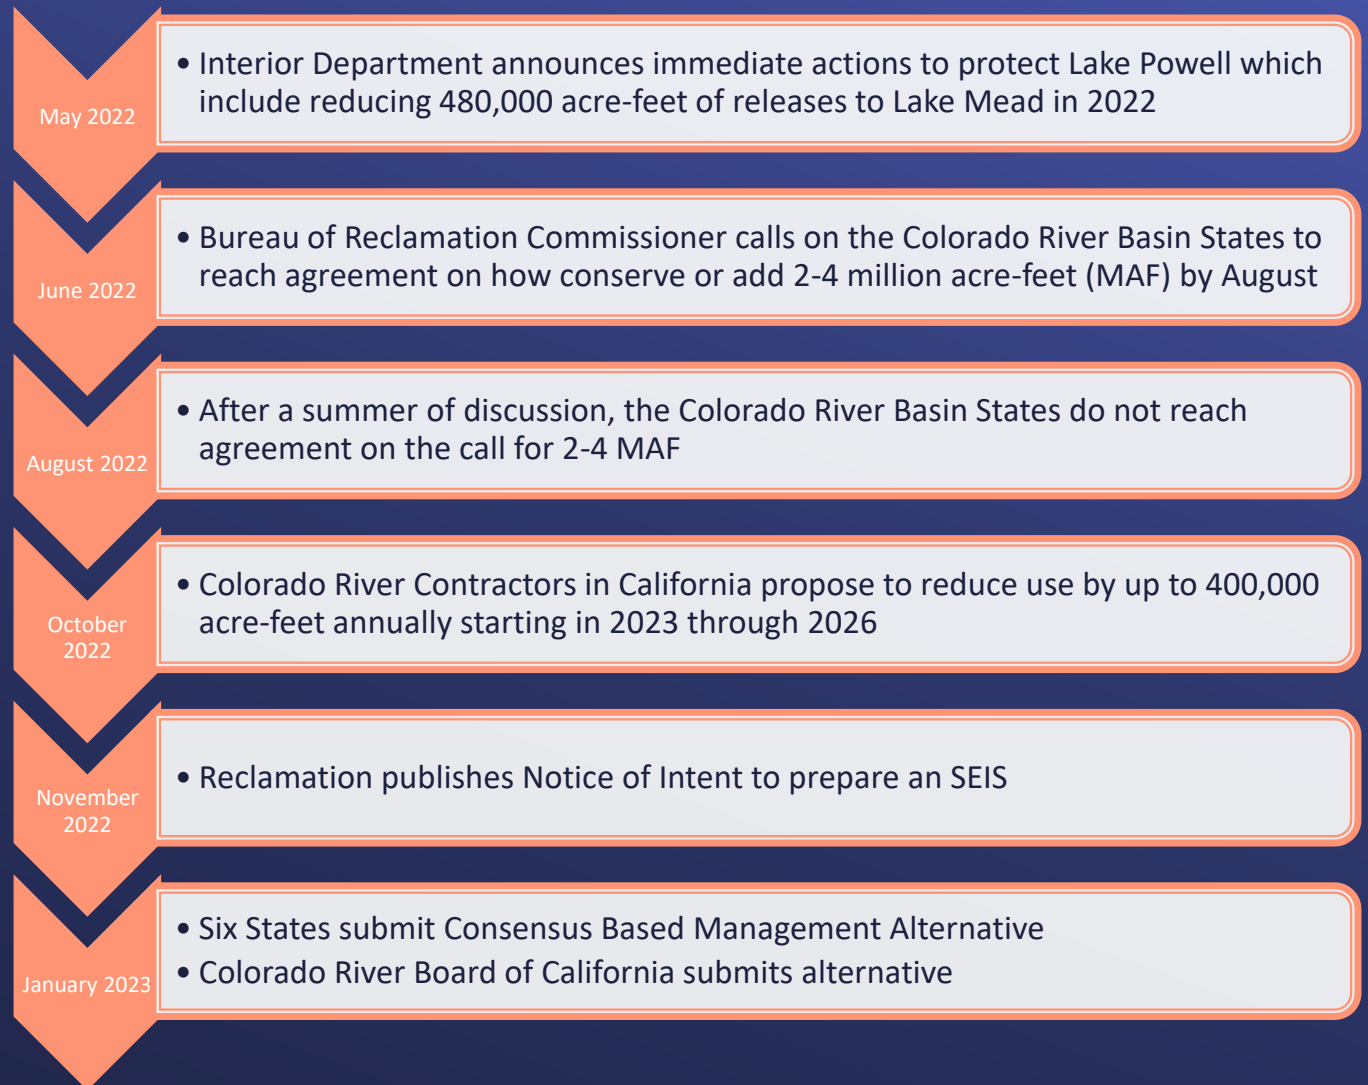 May 2022
• Interior Department announces immediate actions to protect Lake Powell which
include reducing 480,000 acre-feet of releases to Lake Mead in 2022
June 2022
• Bureau of Reclamation Commissioner calls on the Colorado River Basin States to
reach agreement on how conserve or add 2-4 million acre-feet (MAF) by August
August 2022
• After a summer of discussion, the Colorado River Basin States do not reach
agreement on the call for 2-4 MAF
October
2022
• Colorado River Contractors in California propose to reduce use by up to 400,000
acre-feet annually starting in 2023 through 2026
November
2022
• Reclamation publishes Notice of Intent to prepare an SEIS
January 2023
• Six States submit Consensus Based Management Alternative
• Colorado River Board of California submits alternative